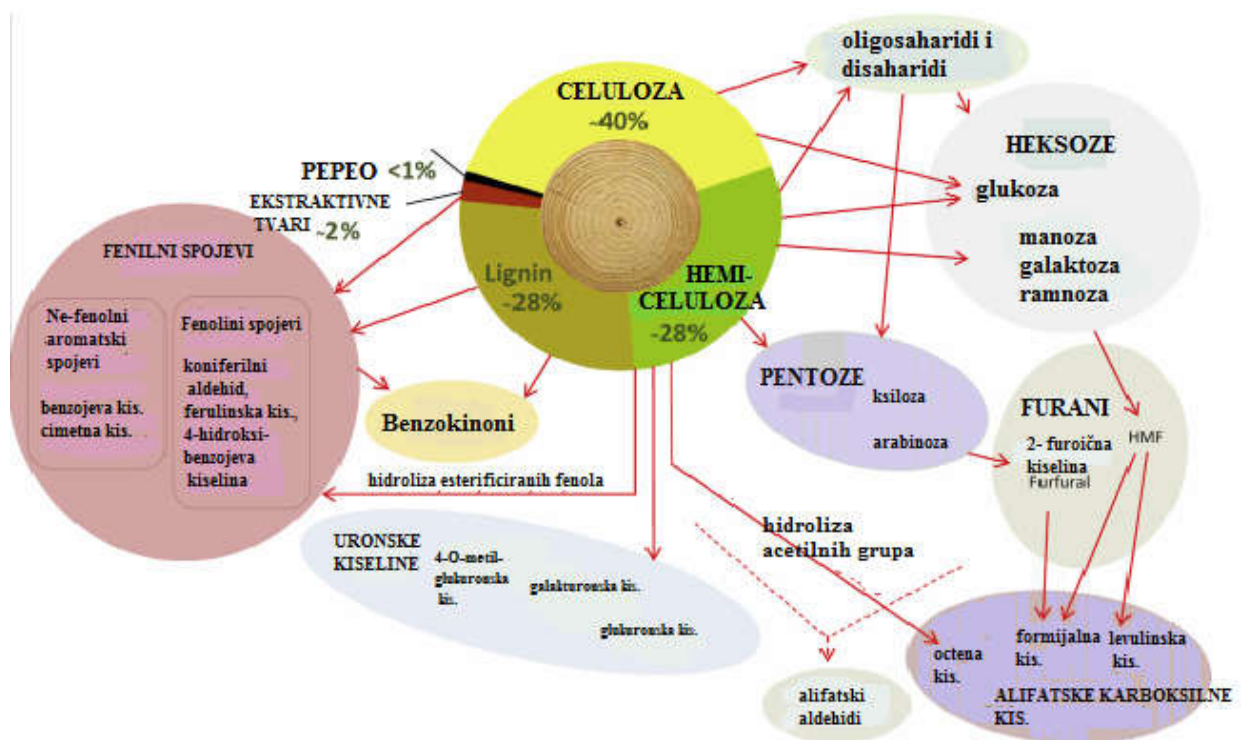 oligosaharidi i
disaharidi
CELULOZA
~40%
HEKSOZE
glukoza
manoza
galaktoza
ramnoza
PEPEO <1%
EKSTRAKTIVNE
TVARI ~2%
FENILNI SPOJEVI
Ne-fenolni
aromatski
spojevi
benzojeva kis.
cimetna kis.
Fenolini spojevi
koniferilni
aldehid,
ferulinska kis.,
4-hidroksi-
benzojeva
kiselina
Lignin
~28%
HEMI-
CELULOZA
~28%
Benzokinoni
PENTOZE
ksiloza
arabinoza
FURANI
2- furoična
kiselina
Furfural
HMF
hidroliza esterificiranih fenola
URONSKE
KISELINE
4-O-metil-
glukuronska
kis.
galakturonska kis.
glukuronska kis.
hidroliza
acetilnih grupa
alifatski
aldehidi
octena
kis.
formijalna
kis.
levulinska
kis.
ALIFATSKE KARBOKSILNE
KIS.